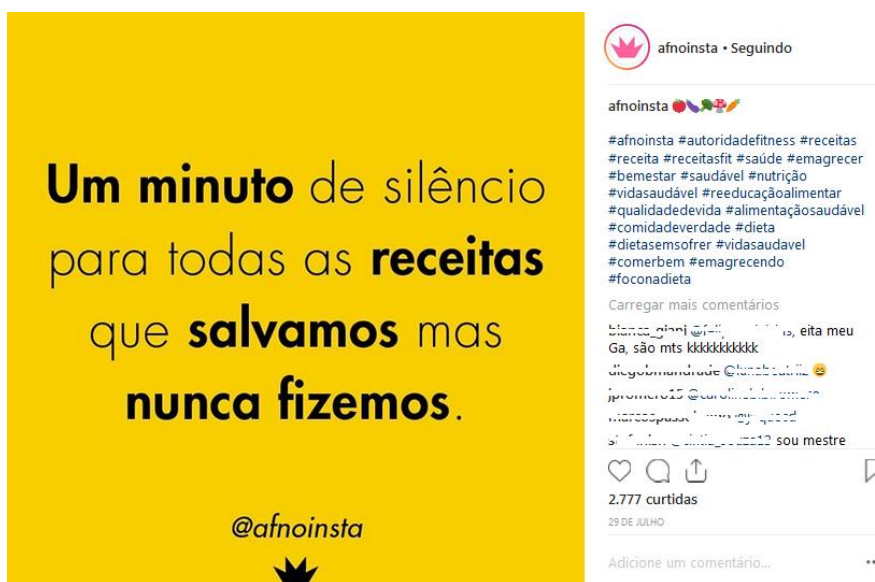 Um minuto de silêncio
para todas as receitas
que salvamos mas
nunca fizemos.
@afnoinsta
afnoinsta • Seguindo
afnoinsta
#afnoinsta #autoridadefitness #receitas
#receita #receitasfit #saúde #emagrecer
#bemestar #saudável #nutrição
#vidasaudável #reeducaçãoalimentar
#qualidadedevida #alimentaçãosaudável
#comidadeverdade #dieta
#dietasemsofrer #vidasaudavel
#comerbem #emagrecendo
#foconadieta
Carregar mais comentários
eita meu
Ga, são mts kkkkkkkkkkk
sou mestre
2.777 curtidas
29 DE JULHO
Adicione um comentário...